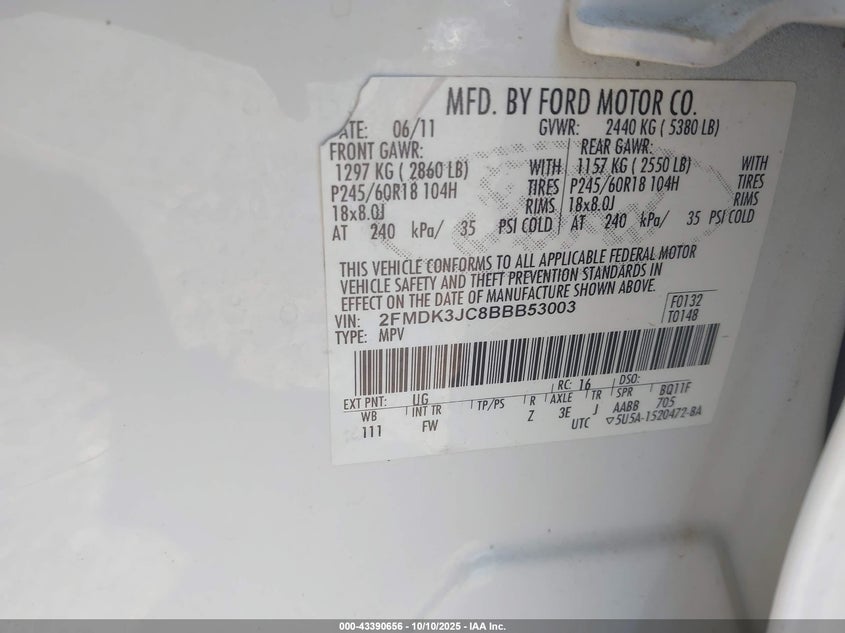 MFD. BY FORD MOTOR CO.
ATE: 06/11 GVWR: 2440 KG ( 5380 LB)
FRONT GAWR: REAR GAWR:
1297 KG ( 2860 LB) WITH 1157 KG ( 2550 LB) WITH
P245/60R18 104H TIRES P245/60R18 104H TIRES
18x8.0J RIMS 18x8.0J RIMS
AT 240 kPa/ 35 PSI COLD AT 240 kPa/ 35 PSI COLD
THIS VEHICLE CONFORMS TO ALL APPLICABLE FEDERAL MOTOR
VEHICLE SAFETY AND THEFT PREVENTION STANDARDS IN
EFFECT ON THE DATE OF MANUFACTURE SHOWN ABOVE.
VIN: 2FMDK3JC8BBB53003 F0132
TYPE: MPV T0148
RC: 16 DSO:
EXT PNT: UG BQ11F
WB INT TR TP/PS R AXLE TR SPR 705
111 FW Z 3E J AABB
UTC ▽5U5A-1520472-BA
000-43390656 - 10/10/2025 - IAA Inc.